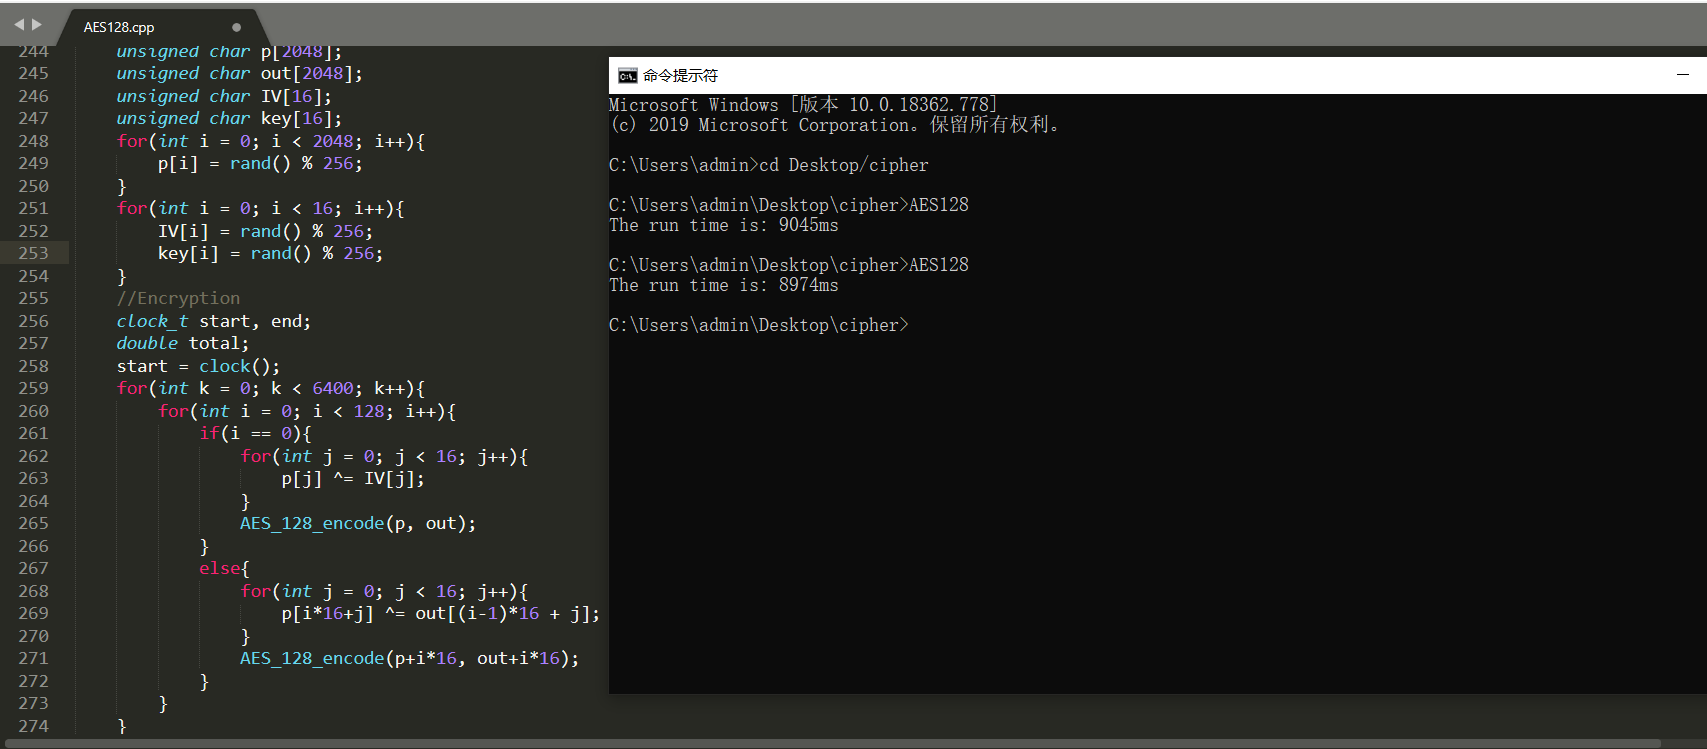 AES128.cpp
244 unsigned char p[2048];
245 unsigned char out[2048];
246 unsigned char IV[16];
247 unsigned char key[16];
248 for(int i = 0; i < 2048; i++){
249 p[i] = rand() % 256;
250 }
251 for(int i = 0; i < 16; i++){
252 IV[i] = rand() % 256;
253 key[i] = rand() % 256;
254 }
255 //Encryption
256 clock_t start, end;
257 double total;
258 start = clock();
259 for(int k = 0; k < 6400; k++){
260 for(int i = 0; i < 128; i++){
261 if(i == 0){
262 for(int j = 0; j < 16; j++){
263 p[j] ^= IV[j];
264 }
265 AES_128_encode(p, out);
266 }
267 else{
268 for(int j = 0; j < 16; j++){
269 p[i*16+j] ^= out[(i-1)*16 + j];
270 }
271 AES_128_encode(p+i*16, out+i*16);
272 }
273 }
274 }
命令提示符
Microsoft Windows [版本 10.0.18362.778]
(c) 2019 Microsoft Corporation。保留所有权利。
C:\Users\admin>cd Desktop/cipher
C:\Users\admin\Desktop\cipher>AES128
The run time is: 9045ms
C:\Users\admin\Desktop\cipher>AES128
The run time is: 8974ms
C:\Users\admin\Desktop\cipher>